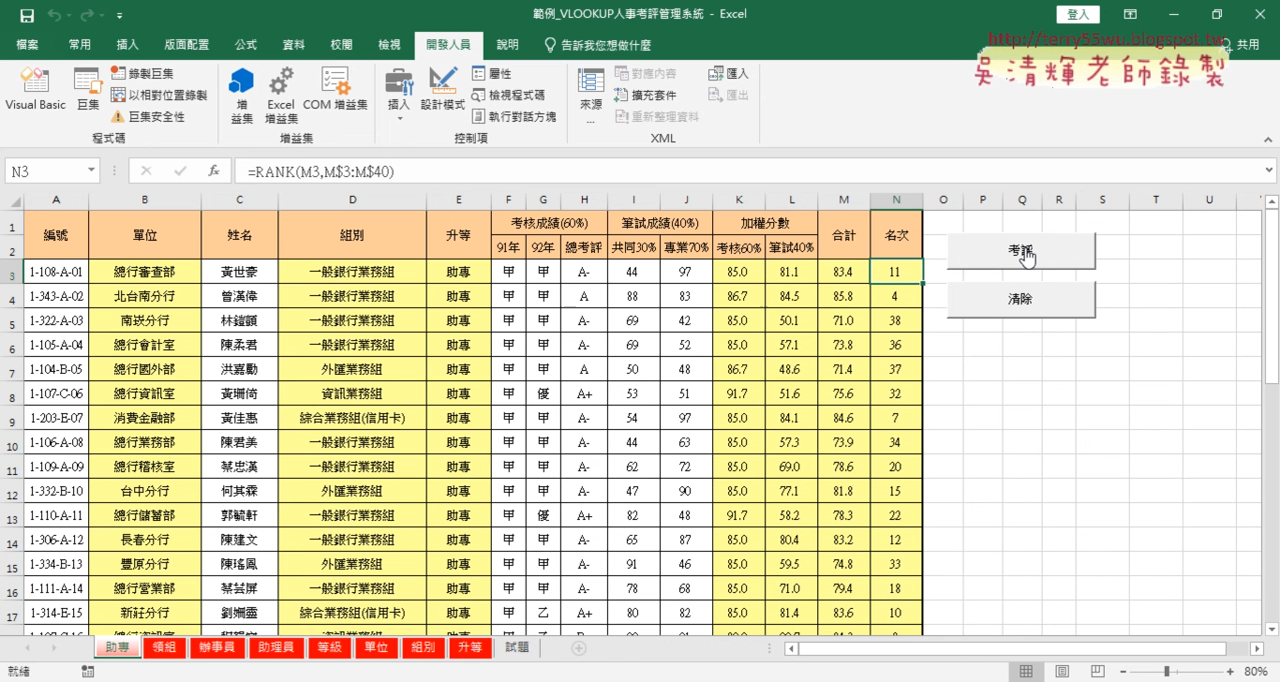 範例_VLOOKUP人事考評管理系統 - Excel
登入
檔案 常用 插入 版面配置 公式 資料 校閱 檢視 開發人員 說明 告訴我您想做什麼 共用
http://terry55wu.blogspot.tw
吳清輝老師錄製
Visual Basic 巨集 錄製巨集 以相對位置錄製 巨集安全性
增益集 Excel 增益集 COM 增益集
插入 設計模式 屬性 檢視程式碼 執行對話方塊
來源... 對應內容 擴充套件 重新整理資料 匯入 匯出
程式碼 增益集 控制項 XML
N3 fx =RANK(M3,M$3:M$40)
A B C D E F G H I J K L M N O P Q R S T U
編號 單位 姓名 組別 升等 考核成績(60%) 筆試成績(40%) 加權分數 合計 名次
91年 92年 總考評 共同30% 專業70% 考核60% 筆試40%
考評
清除
3 1-108-A-01 總行審查部 黃世豪 一般銀行業務組 助專 甲 甲 A- 44 97 85.0 81.1 83.4 11
4 1-343-A-02 北台南分行 曾漢偉 一般銀行業務組 助專 甲 甲 A 88 83 86.7 84.5 85.8 4
5 1-322-A-03 南崁分行 林鎧顗 一般銀行業務組 助專 甲 甲 A- 69 42 85.0 50.1 71.0 38
6 1-105-A-04 總行會計室 陳柔君 一般銀行業務組 助專 甲 甲 A- 69 52 85.0 57.1 73.8 36
7 1-104-B-05 總行國外部 洪嘉勵 外匯業務組 助專 甲 甲 A 50 48 86.7 48.6 71.4 37
8 1-107-C-06 總行資訊室 黃珊倚 資訊業務組 助專 甲 優 A+ 53 51 91.7 51.6 75.6 32
9 1-203-E-07 消費金融部 黃佳惠 綜合業務組(信用卡) 助專 甲 甲 A- 54 97 85.0 84.1 84.6 7
10 1-106-A-08 總行業務部 陳君美 一般銀行業務組 助專 甲 甲 A- 44 63 85.0 57.3 73.9 34
11 1-109-A-09 總行稽核室 蔡忠漢 一般銀行業務組 助專 甲 甲 A- 62 72 85.0 69.0 78.6 20
12 1-332-B-10 台中分行 何其霖 外匯業務組 助專 甲 甲 A- 47 90 85.0 77.1 81.8 15
13 1-110-A-11 總行儲蓄部 郭毓軒 一般銀行業務組 助專 甲 優 A+ 82 48 91.7 58.2 78.3 22
14 1-306-A-12 長春分行 陳建文 一般銀行業務組 助專 甲 甲 A- 65 87 85.0 80.4 83.2 12
15 1-334-B-13 豐原分行 陳瑤鳳 外匯業務組 助專 甲 甲 A- 91 46 85.0 59.5 74.8 33
16 1-111-A-14 總行營業部 蔡芸屏 一般銀行業務組 助專 甲 甲 A- 78 68 85.0 71.0 79.4 18
17 1-314-E-15 新莊分行 劉姍靈 綜合業務組(信用卡) 助專 甲 乙 A+ 80 82 85.0 81.4 83.6 10
助專 領組 辦事員 助理員 等級 單位 組別 升等 試題
就緒 80%